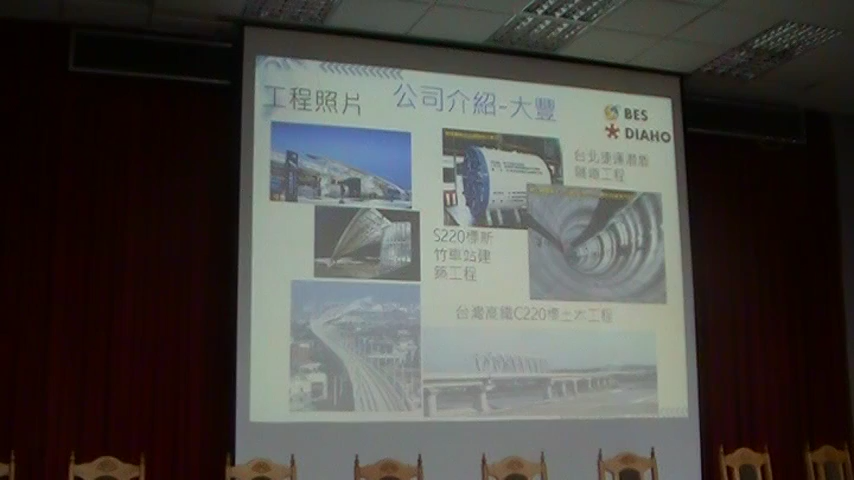 工程照片
公司介紹-大豐
BES
DIAHO
台北捷運潛盾
隧道工程
S220標新
竹車站建
築工程
台灣高鐵C220標土木工程